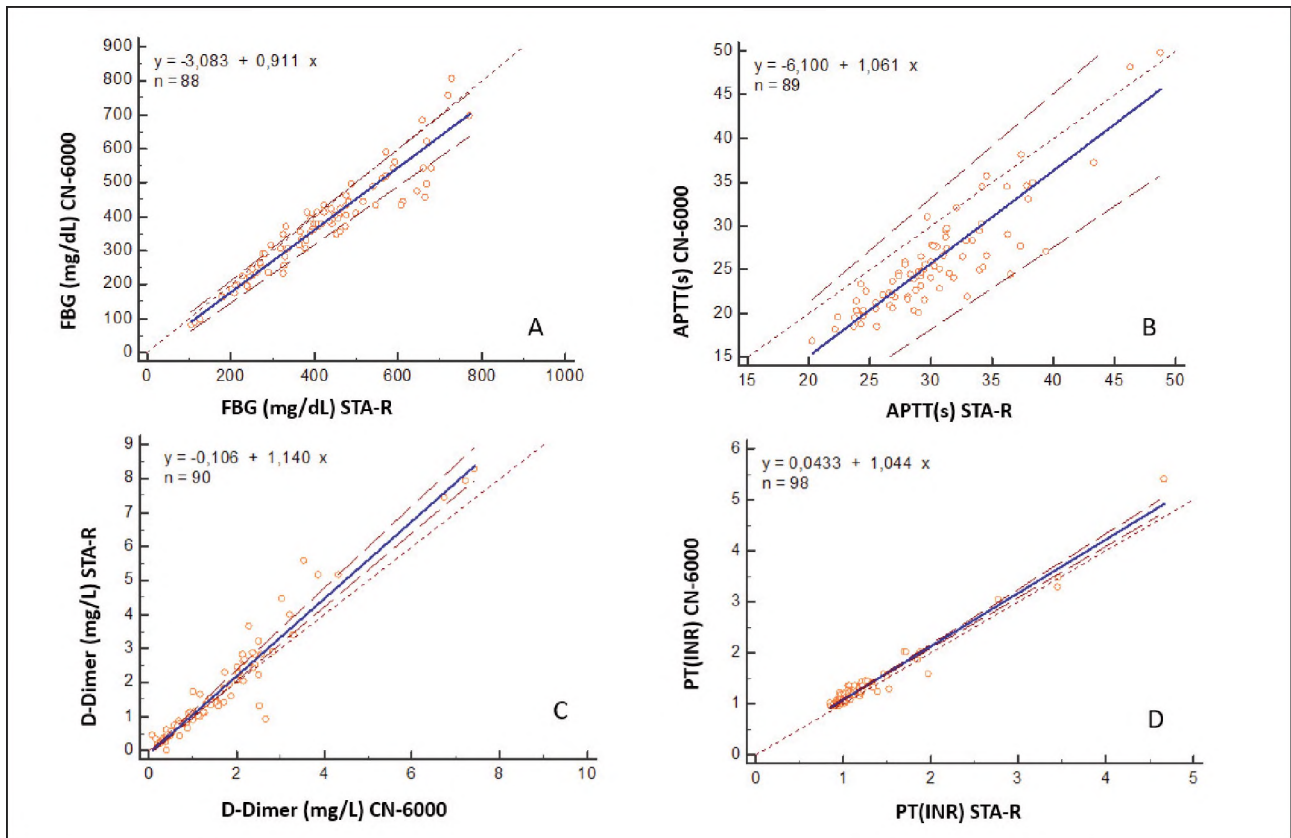 900
800
700
600
500
400
300
200
100
0
y = -3,083 + 0,911 x
n = 88
FBG (mg/dL) CN-6000
A
0 200 400 600 800 1000
FBG (mg/dL) STA-R
50
45
40
35
30
25
20
15
y = -6,100 + 1,061 x
n = 89
APTT(s) CN-6000
B
15 20 25 30 35 40 45 50
APTT(s) STA-R
9
8
7
6
5
4
3
2
1
0
y = -0,106 + 1,140 x
n = 90
D-Dimer (mg/L) STA-R
C
0 2 4 6 8 10
D-Dimer (mg/L) CN-6000
6
5
4
3
2
1
0
y = 0,0433 + 1,044 x
n = 98
PT(INR) CN-6000
D
0 1 2 3 4 5
PT(INR) STA-R